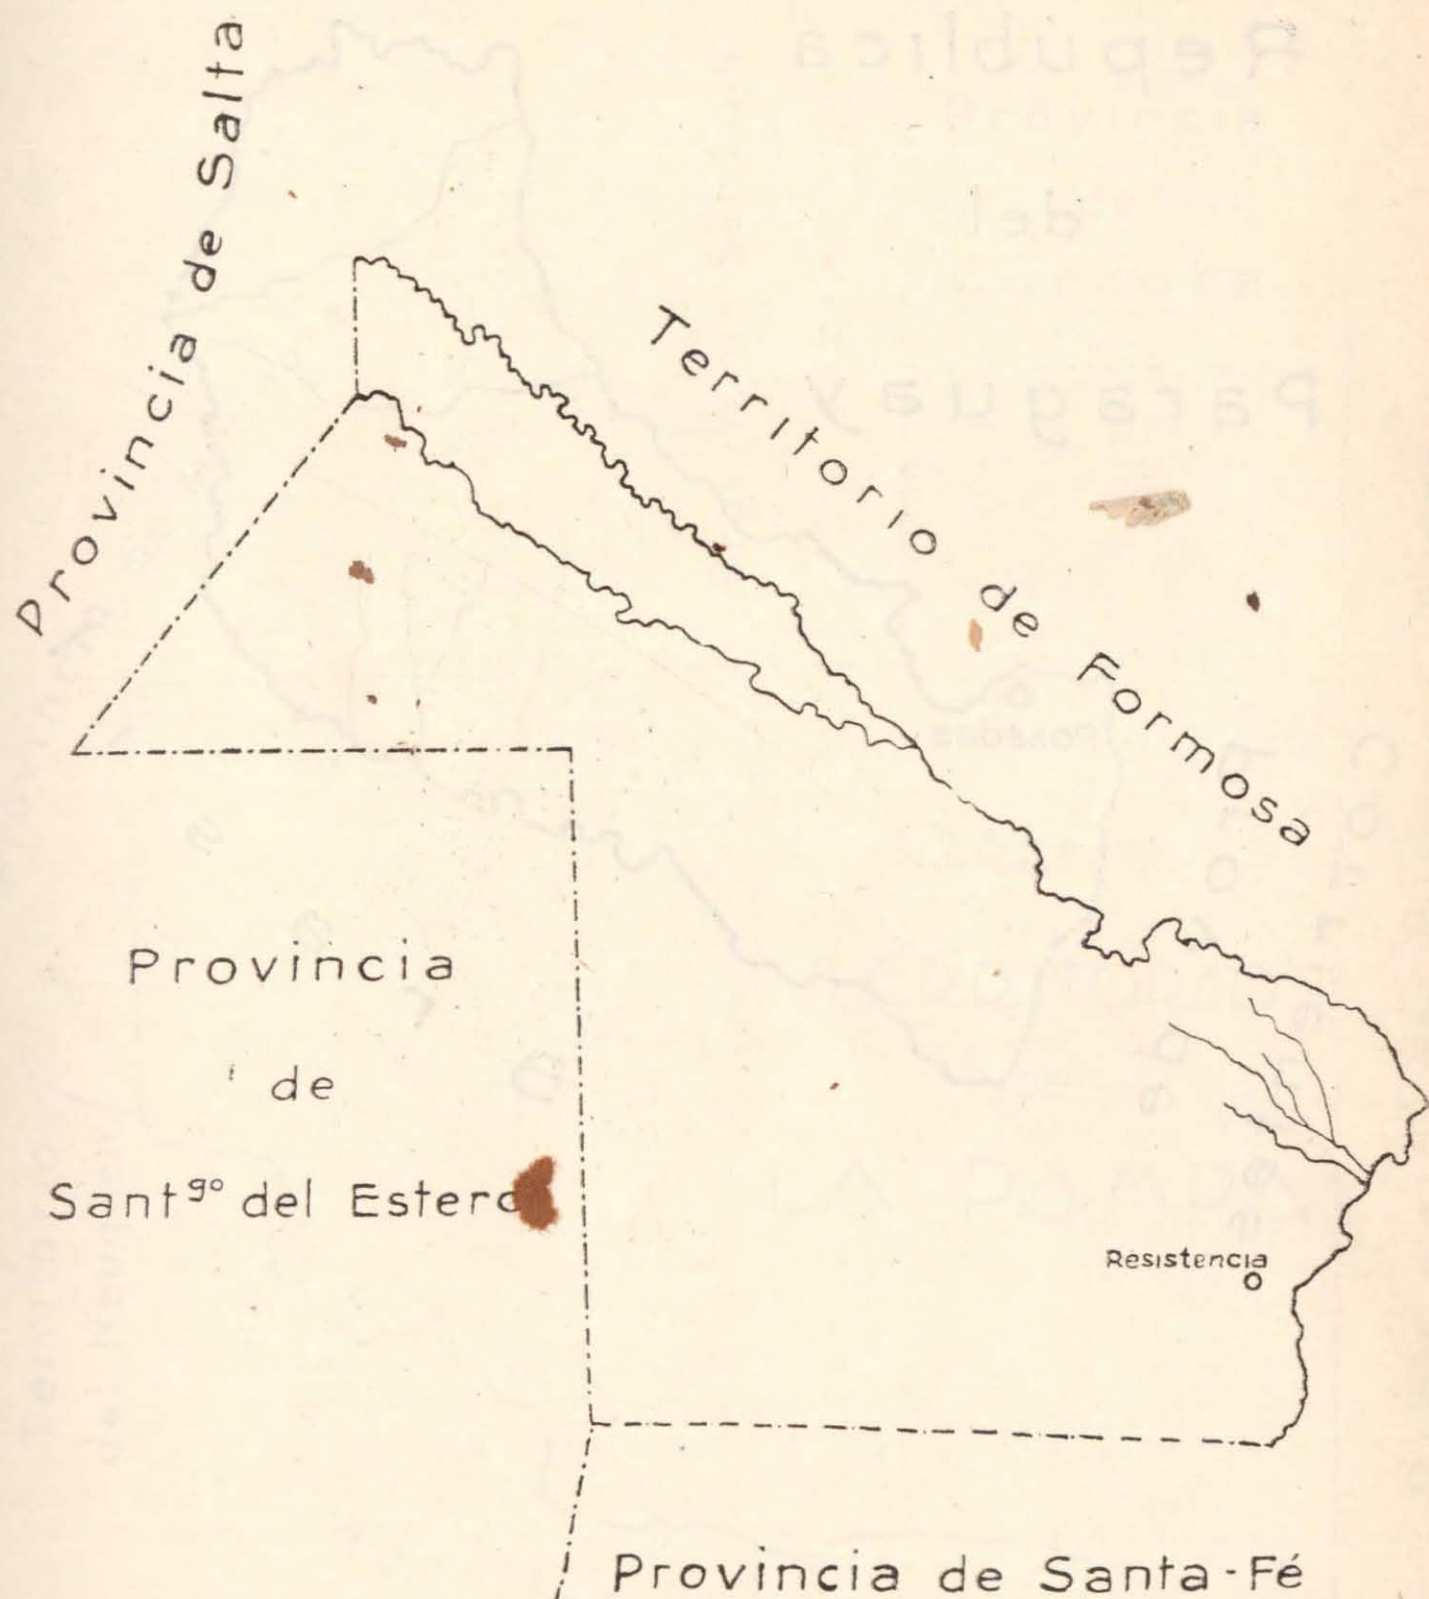 Provincia de Salta
Territorio de Formosa
Provincia
de
Santᵍᵒ del Estero
Resistencia
Provincia de Santa-Fé